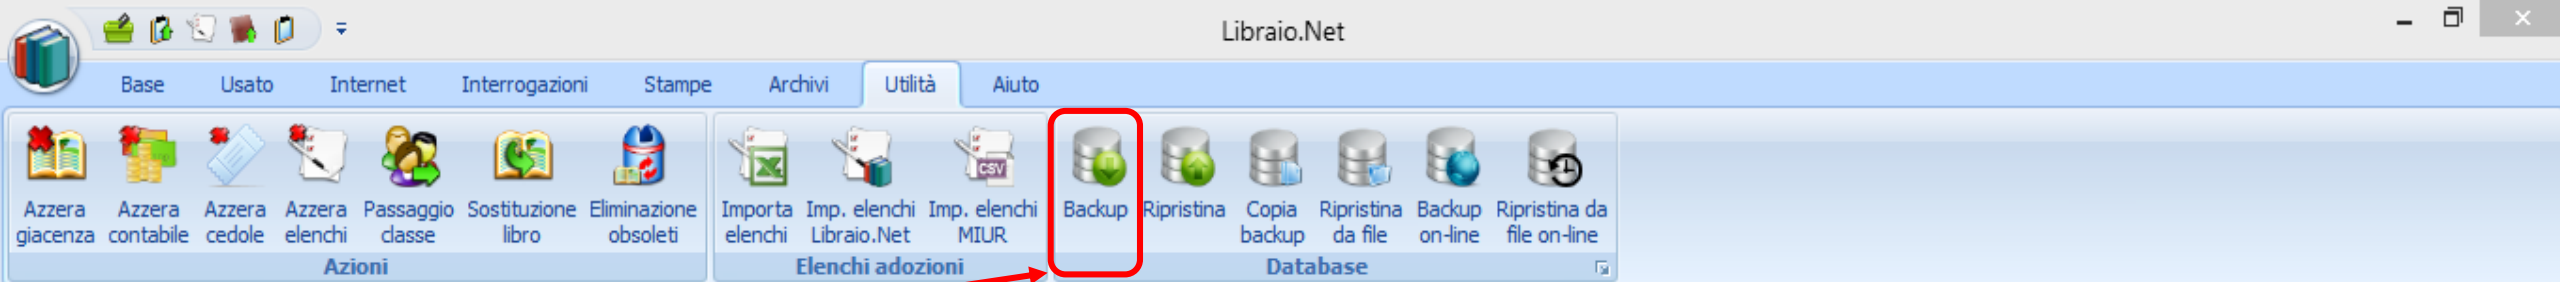 Libraio.Net
Base Usato Internet Interrogazioni Stampe Archivi Utilità Aiuto
Azzera giacenza
Azzera contabile
Azzera cedole
Azzera elenchi
Passaggio classe
Sostituzione libro
Eliminazione obsoleti
Azioni
Importa elenchi
Imp. elenchi Libraio.Net
Imp. elenchi MIUR
CSV
Elenchi adozioni
Backup
Ripristina
Copia backup
Ripristina da file
Backup on-line
Ripristina da file on-line
Database